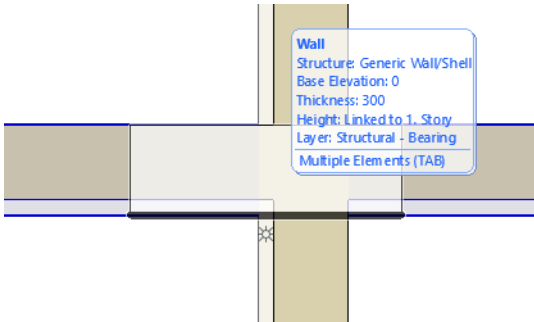 Wall
Structure: Generic Wall/Shell
Base Elevation: 0
Thickness: 300
Height: Linked to 1. Story
Layer: Structural - Bearing
Multiple Elements (TAB)